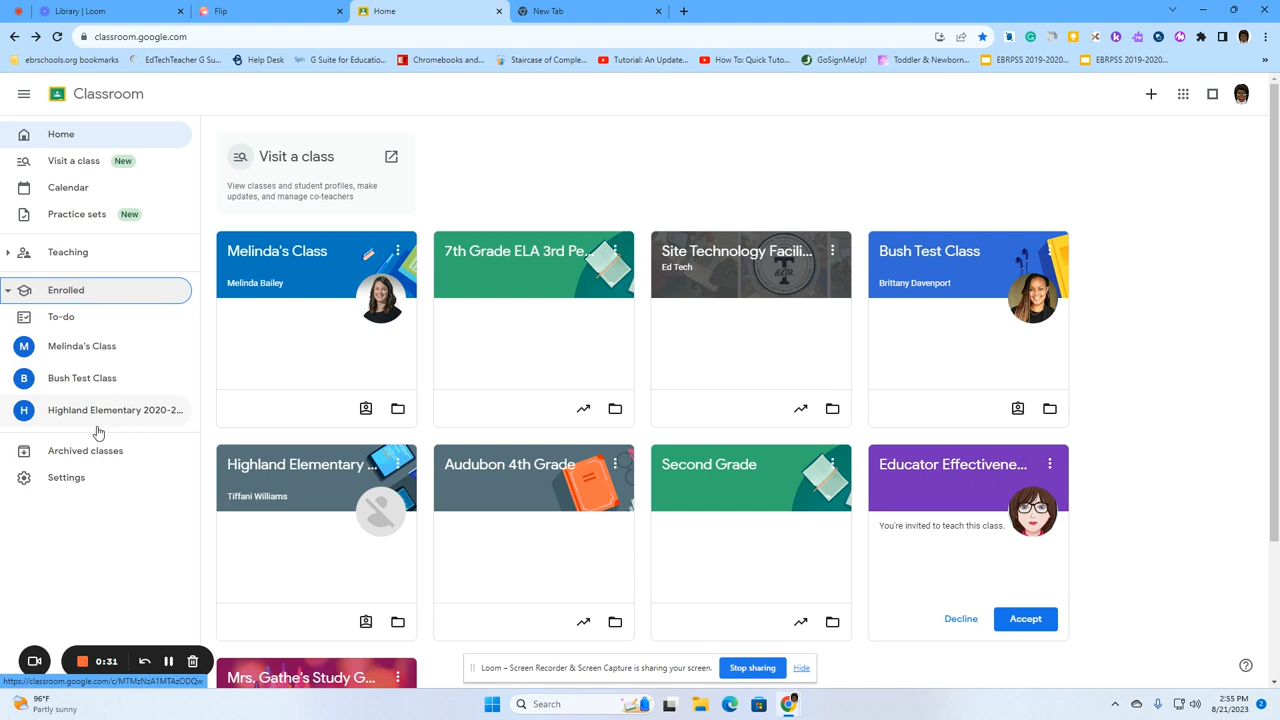 Library | Loom
Flip
Home
New Tab
classroom.google.com
ebrschools.org bookmarks
EdTechTeacher G Su...
Help Desk
G Suite for Education...
Chromebooks and...
Staircase of Comple...
Tutorial: An Update...
How To: Quick Tuto...
GoSignMeUp!
Toddler & Newborn...
EBRPSS 2019-2020...
EBRPSS 2019-2020...
Classroom
Home
Visit a class New
Calendar
Practice sets New
Teaching
Enrolled
To-do
M Melinda's Class
B Bush Test Class
H Highland Elementary 2020-2...
Archived classes
Settings
Visit a class
View classes and student profiles, make
updates, and manage co-teachers
Melinda's Class
Melinda Bailey
7th Grade ELA 3rd Pe...
Site Technology Facili...
Ed Tech
Bush Test Class
Brittany Davenport
Highland Elementary ...
Tiffani Williams
Audubon 4th Grade
Second Grade
Educator Effectivene...
You're invited to teach this class.
Decline
Accept
Mrs. Gathe's Study G...
0:31
Loom – Screen Recorder & Screen Capture is sharing your screen.
Stop sharing
Hide
https://classroom.google.com/c/MTMzNzA1MTAzODQw
96°F
Partly sunny
Search
2:55 PM
8/21/2023
2